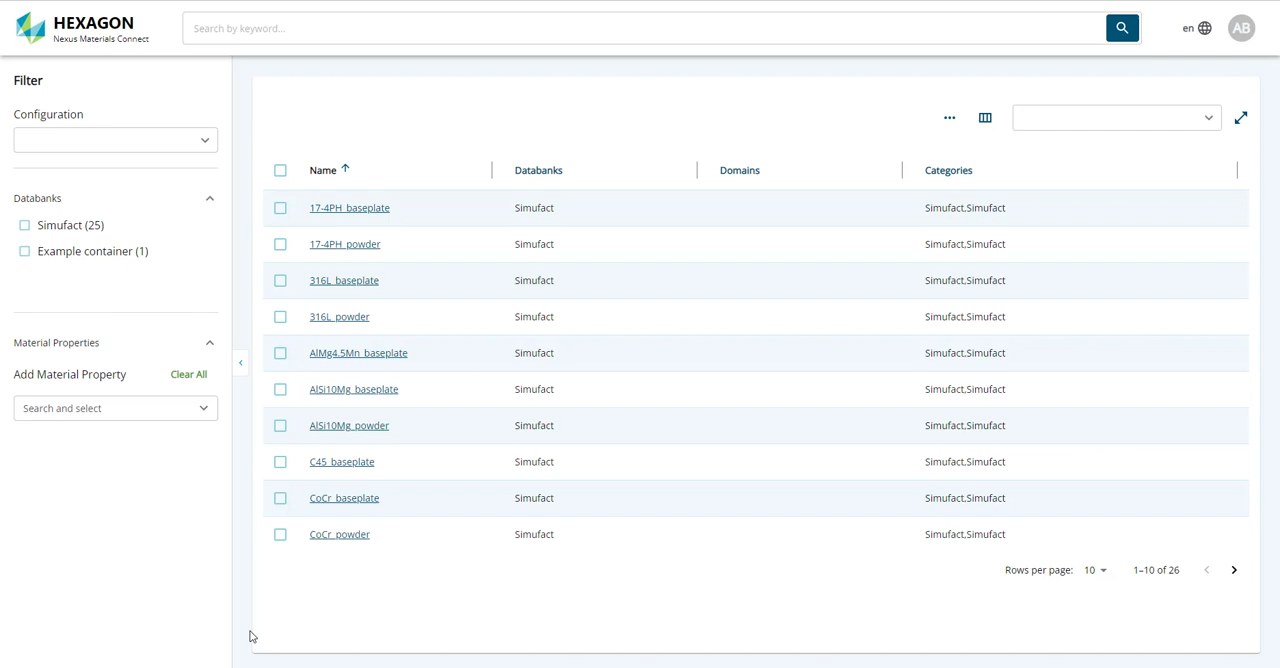 HEXAGON
Nexus Materials Connect
Search by keyword...
en
AB
Filter
Configuration
Databanks
Simufact (25)
Example container (1)
Material Properties
Add Material Property Clear All
Search and select
Name Databanks Domains Categories
17-4PH_baseplate Simufact Simufact,Simufact
17-4PH_powder Simufact Simufact,Simufact
316L_baseplate Simufact Simufact,Simufact
316L_powder Simufact Simufact,Simufact
AlMg4.5Mn_baseplate Simufact Simufact,Simufact
AlSi10Mg_baseplate Simufact Simufact,Simufact
AlSi10Mg_powder Simufact Simufact,Simufact
C45_baseplate Simufact Simufact,Simufact
CoCr_baseplate Simufact Simufact,Simufact
CoCr_powder Simufact Simufact,Simufact
Rows per page: 10 1–10 of 26